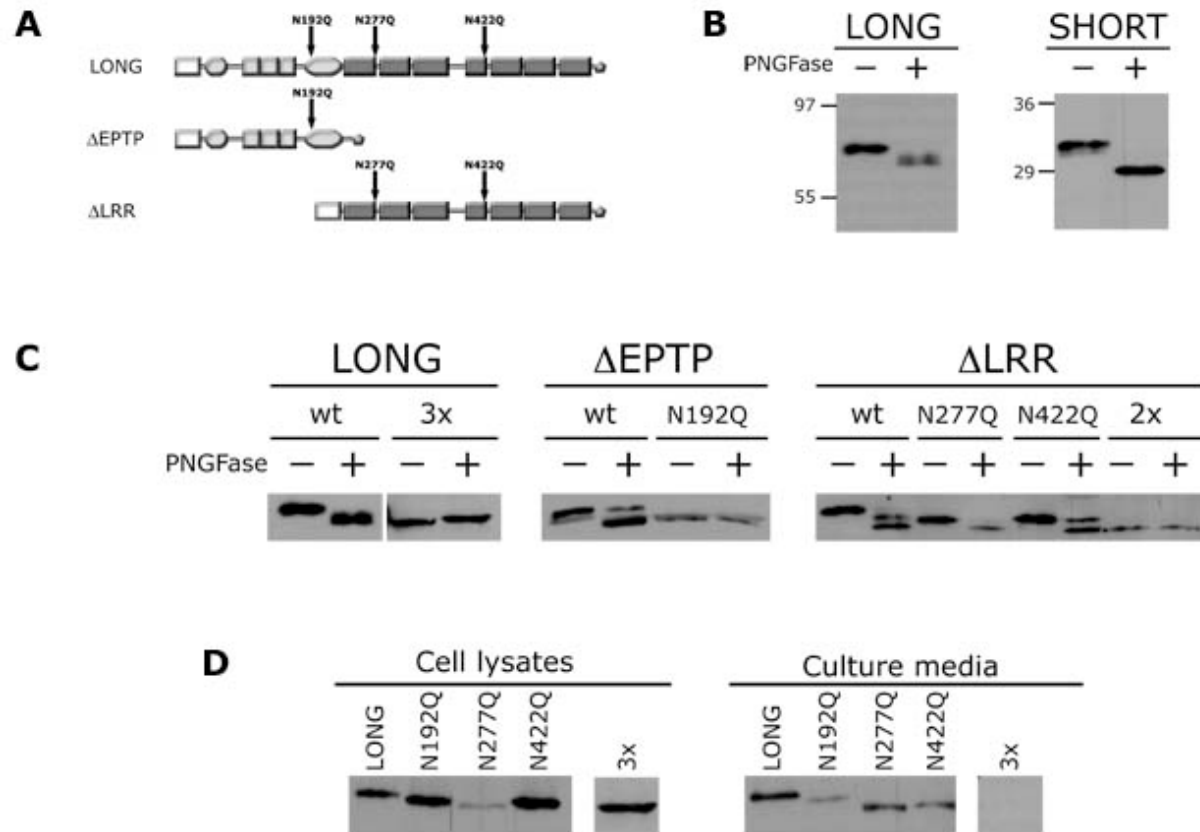 A
N192Q N277Q N422Q
LONG
N192Q
ΔEPTP
N277Q N422Q
ΔLRR
B
LONG SHORT
PNGFase − + − +
97
55
36
29
C
LONG ΔEPTP ΔLRR
wt 3x wt N192Q wt N277Q N422Q 2x
PNGFase − + − + − + − + − + − + − + − +
D
Cell lysates Culture media
LONG N192Q N277Q N422Q 3x LONG N192Q N277Q N422Q 3x